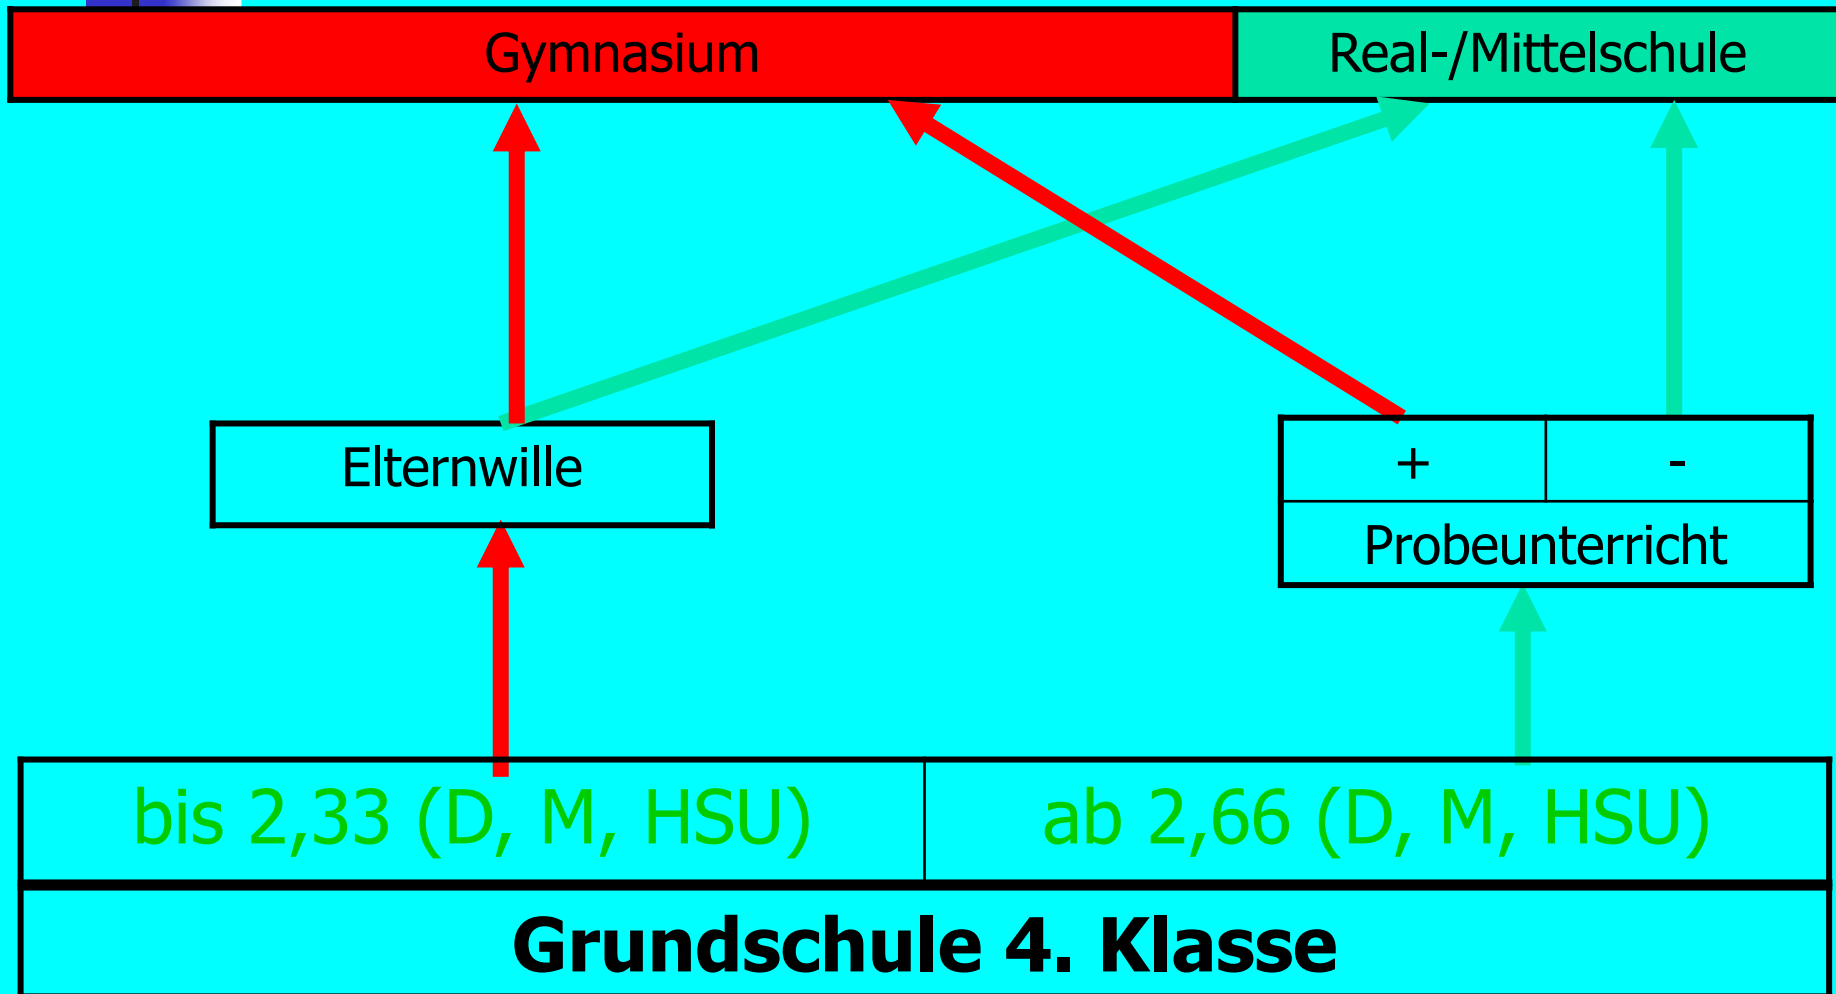 Gymnasium
Real-/Mittelschule
Elternwille
+
-
Probeunterricht
bis 2,33 (D, M, HSU)
ab 2,66 (D, M, HSU)
Grundschule 4. Klasse